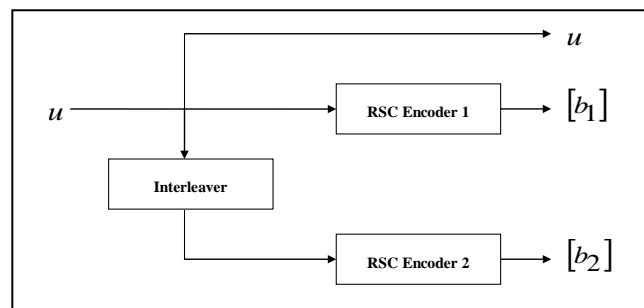 u
u
RSC Encoder 1
[b₁]
Interleaver
RSC Encoder 2
[b₂]